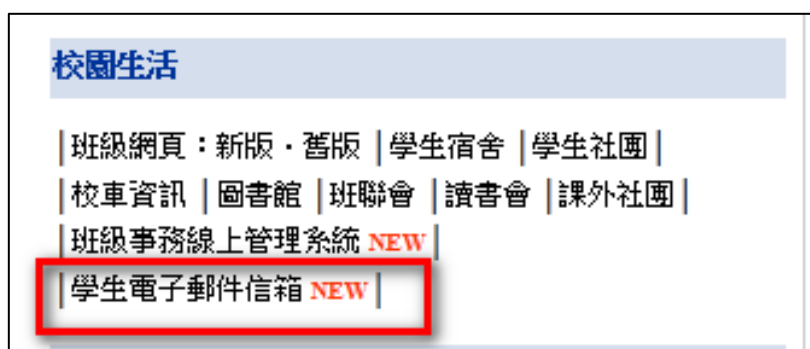 校園生活
|班級網頁：新版・舊版 |學生宿舍 |學生社團|
|校車資訊 |圖書館 |班聯會 |讀書會 |課外社團|
|班級事務線上管理系統 NEW|
|學生電子郵件信箱 NEW|